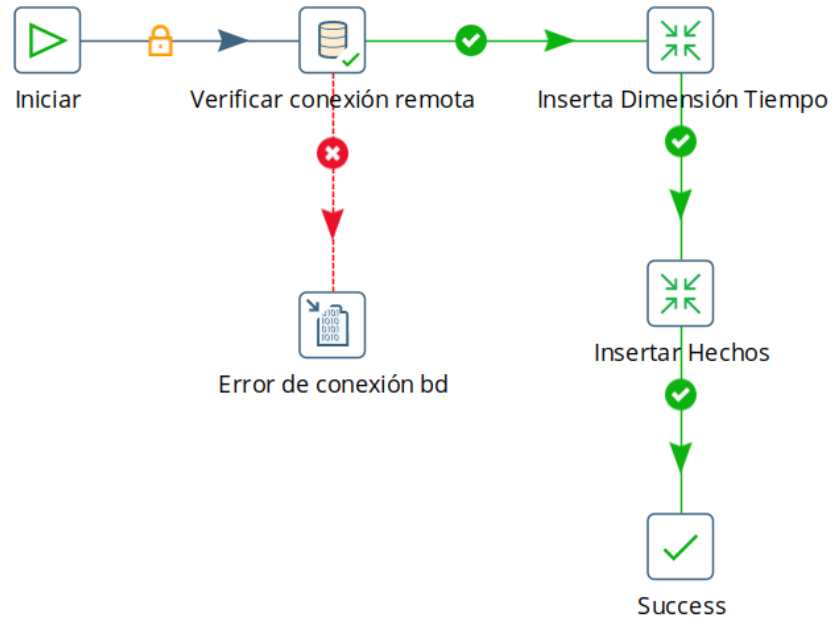 Iniciar
Verificar conexión remota
Inserta Dimensión Tiempo
Insertar Hechos
Error de conexión bd
Success